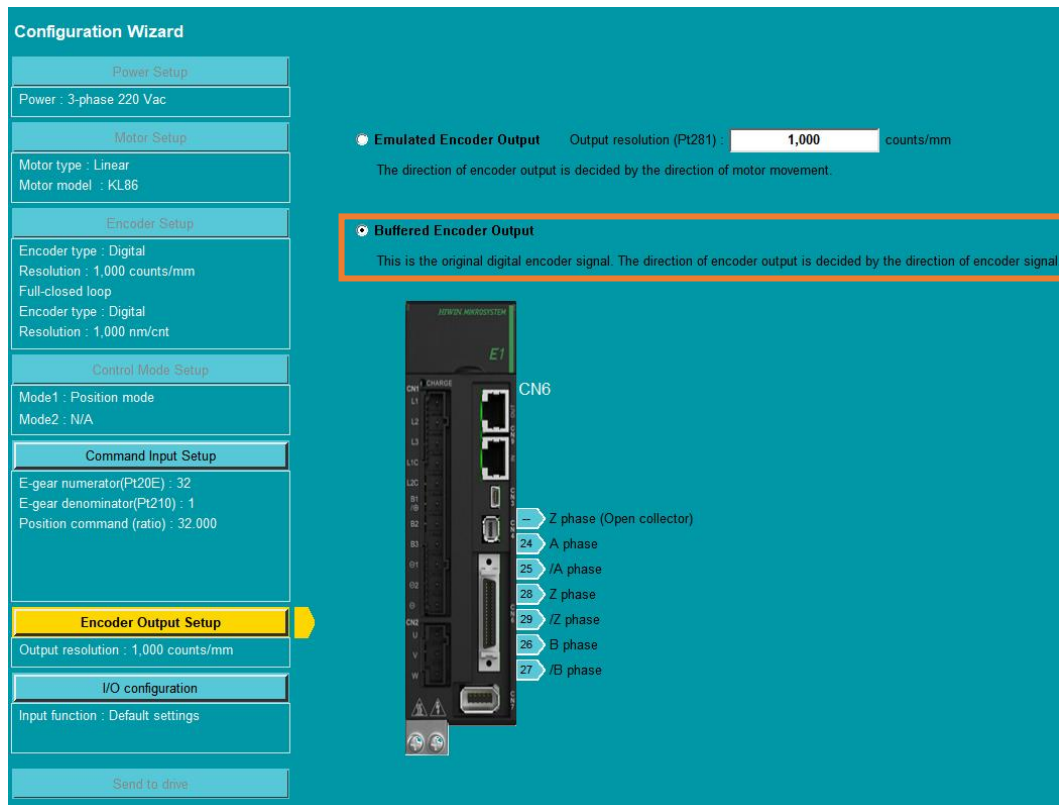 Configuration Wizard
Power Setup
Power : 3-phase 220 Vac
Motor Setup
Motor type : Linear
Motor model : KL86
Encoder Setup
Encoder type : Digital
Resolution : 1,000 counts/mm
Full-closed loop
Encoder type : Digital
Resolution : 1,000 nm/cnt
Control Mode Setup
Mode1 : Position mode
Mode2 : N/A
Command Input Setup
E-gear numerator(Pt20E) : 32
E-gear denominator(Pt210) : 1
Position command (ratio) : 32.000
Encoder Output Setup
Output resolution : 1,000 counts/mm
I/O configuration
Input function : Default settings
Send to drive
Emulated Encoder Output Output resolution (Pt281) : 1,000 counts/mm
The direction of encoder output is decided by the direction of motor movement.
Buffered Encoder Output
This is the original digital encoder signal. The direction of encoder output is decided by the direction of encoder signal
HIWIN MIKROSYSTEM
E1
CHARGE
CN1
L1
L2
L3
L1C
L2C
B1
/⊕
B2
B3
⊖1
⊖2
⊖
CN2
U
V
W
CN6
-- Z phase (Open collector)
24 A phase
25 /A phase
28 Z phase
29 /Z phase
26 B phase
27 /B phase